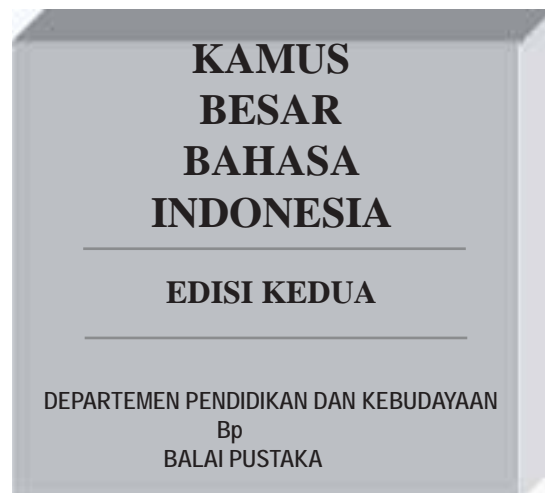 KAMUS
BESAR
BAHASA
INDONESIA
EDISI KEDUA
DEPARTEMEN PENDIDIKAN DAN KEBUDAYAAN
Bp
BALAI PUSTAKA